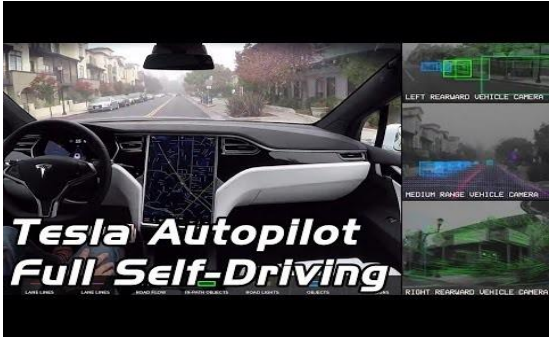 LEFT REARWARD VEHICLE CAMERA
MEDIUM RANGE VEHICLE CAMERA
Tesla Autopilot
Full Self-Driving
RIGHT REARWARD VEHICLE CAMERA
LANE LINES LANE LINES ROAD FLOW IN-PATH OBJECTS ROAD LIGHTS OBJECTS